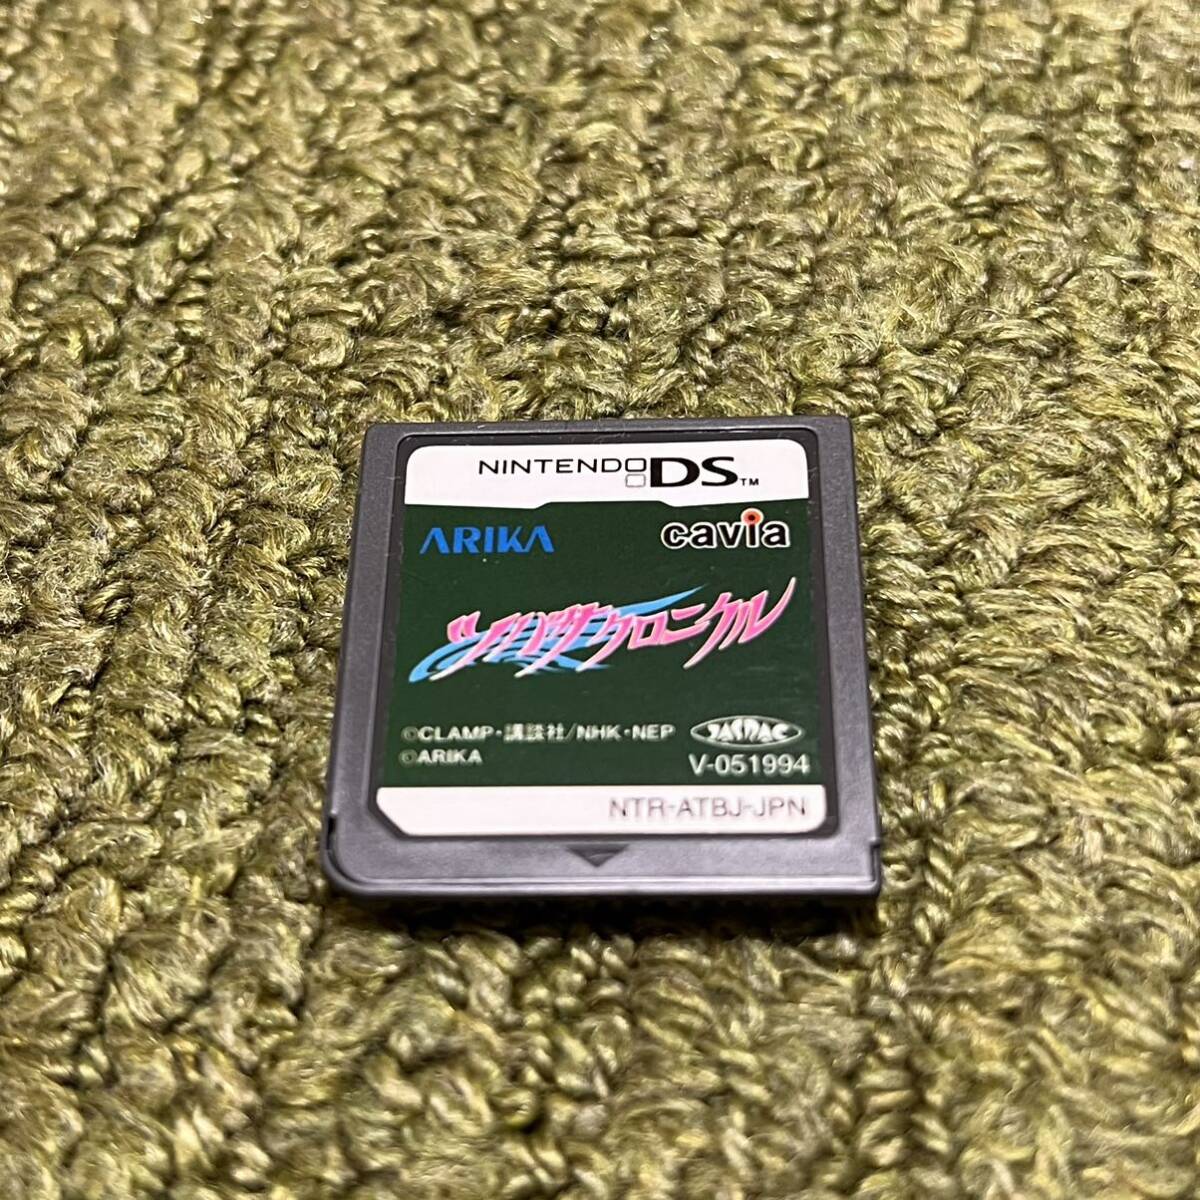 NINTENDO DS™
ARIKA cavia
ツバサクロニクル
©CLAMP・講談社/NHK・NEP JASRAC
©ARIKA V-051994
NTR-ATBJ-JPN